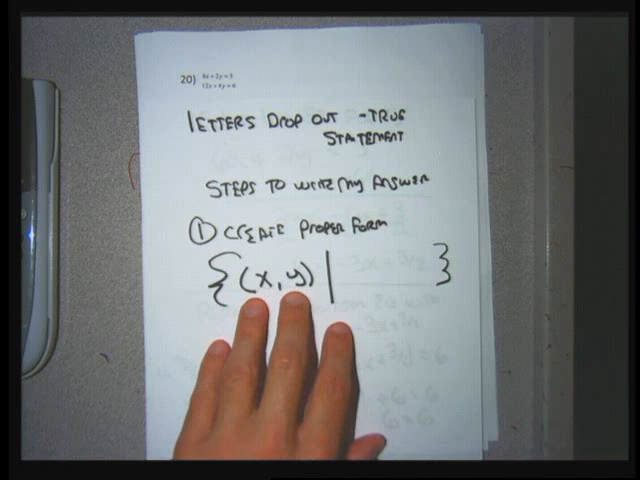 20) 6x + 2y = 3
12x + 4y = 6
LETTERS DROP OUT - TRUE
STATEMENT
STEPS TO WRITE MY ANSWER
① CREATE PROPER FORM
{(x, y) | }